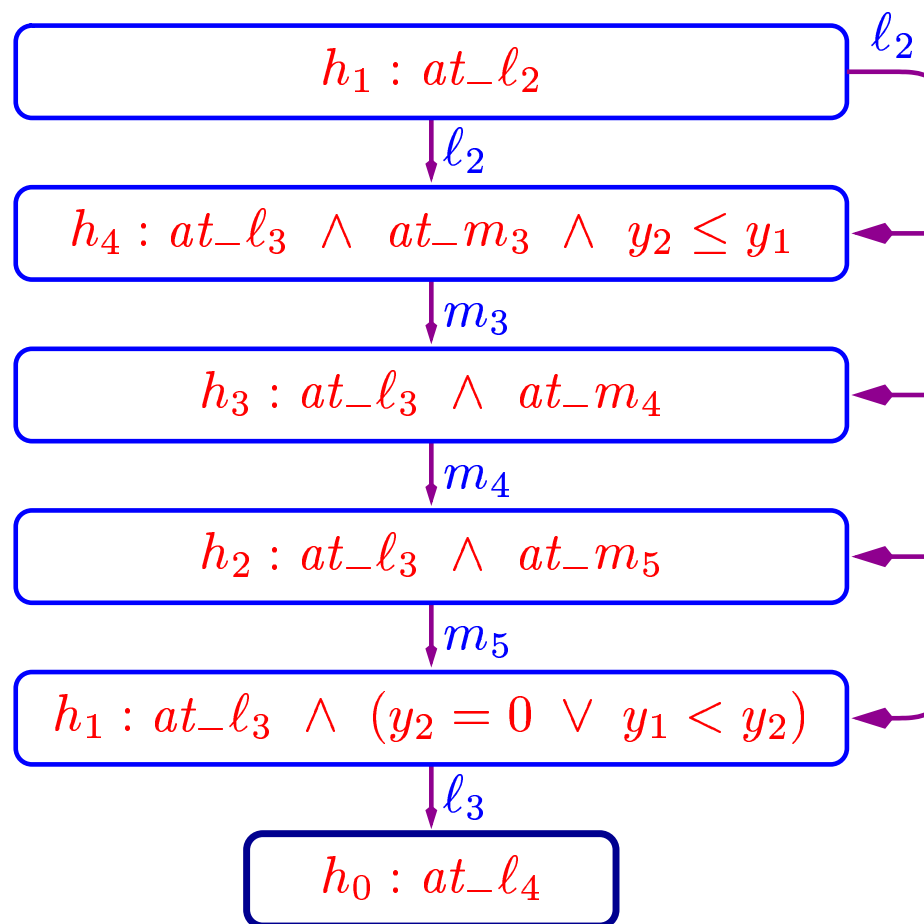 h₁ : at_ℓ₂
ℓ₂
ℓ₂
h₄ : at_ℓ₃ ∧ at_m₃ ∧ y₂ ≤ y₁
m₃
h₃ : at_ℓ₃ ∧ at_m₄
m₄
h₂ : at_ℓ₃ ∧ at_m₅
m₅
h₁ : at_ℓ₃ ∧ (y₂ = 0 ∨ y₁ < y₂)
ℓ₃
h₀ : at_ℓ₄